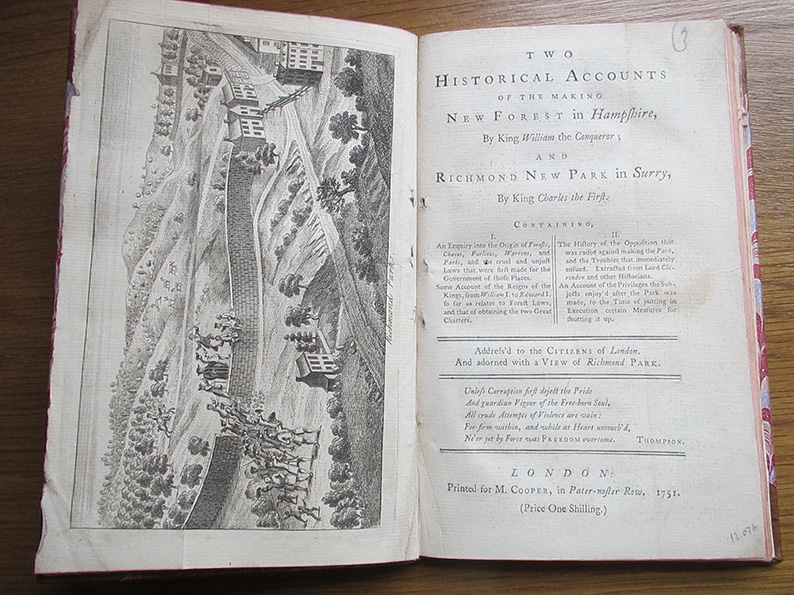 Richmond
(3
TWO
HISTORICAL ACCOUNTS
OF THE MAKING
NEW FOREST in Hampſhire,
By King William the Conqueror;
AND
RICHMOND NEW PARK in Surry,
By King Charles the Firſt.
CONTAINING,
I.
An Enquiry into the Origin of Foreſts,
Chaces, Purlieus, Warrens, and
Parks, and the cruel and unjuſt
Laws that were firſt made for the
Government of thoſe Places.
Some Account of the Reigns of the
Kings, from William I. to Edward I.
ſo far as relates to Foreſt Laws,
and that of obtaining the two Great
Charters.
II.
The Hiſtory of the Oppoſition that
was raiſed againſt making the Park,
and the Troubles that immediately
enſued. Extracted from Lord Cla-
rendon and other Hiſtorians.
An Account of the Privileges the Sub-
jects enjoy'd after the Park was
made, to the Time of putting in
Execution certain Meaſures for
ſhutting it up.
Addreſs'd to the CITIZENS of London.
And adorned with a VIEW of Richmond PARK.
Unleſs Corruption firſt deject the Pride
And guardian Vigour of the Free-born Soul,
All crude Attempts of Violence are vain:
For firm within, and while at Heart untouch'd,
Ne'er yet by Force was FREEDOM overcome. THOMPSON.
LONDON:
Printed for M. COOPER, in Pater-noſter Row. 1751.
(Price One Shilling.)